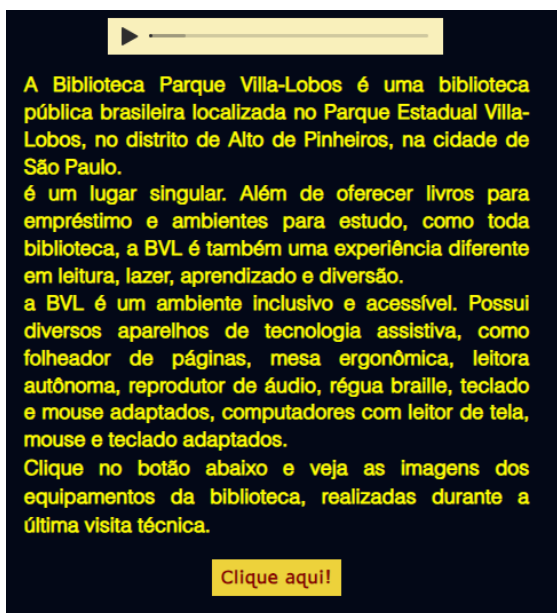 A Biblioteca Parque Villa-Lobos é uma biblioteca
pública brasileira localizada no Parque Estadual Villa-
Lobos, no distrito de Alto de Pinheiros, na cidade de
São Paulo.
é um lugar singular. Além de oferecer livros para
empréstimo e ambientes para estudo, como toda
biblioteca, a BVL é também uma experiência diferente
em leitura, lazer, aprendizado e diversão.
a BVL é um ambiente inclusivo e acessível. Possui
diversos aparelhos de tecnologia assistiva, como
folheador de páginas, mesa ergonômica, leitora
autônoma, reprodutor de áudio, régua braille, teclado
e mouse adaptados, computadores com leitor de tela,
mouse e teclado adaptados.
Clique no botão abaixo e veja as imagens dos
equipamentos da biblioteca, realizadas durante a
última visita técnica.
Clique aqui!